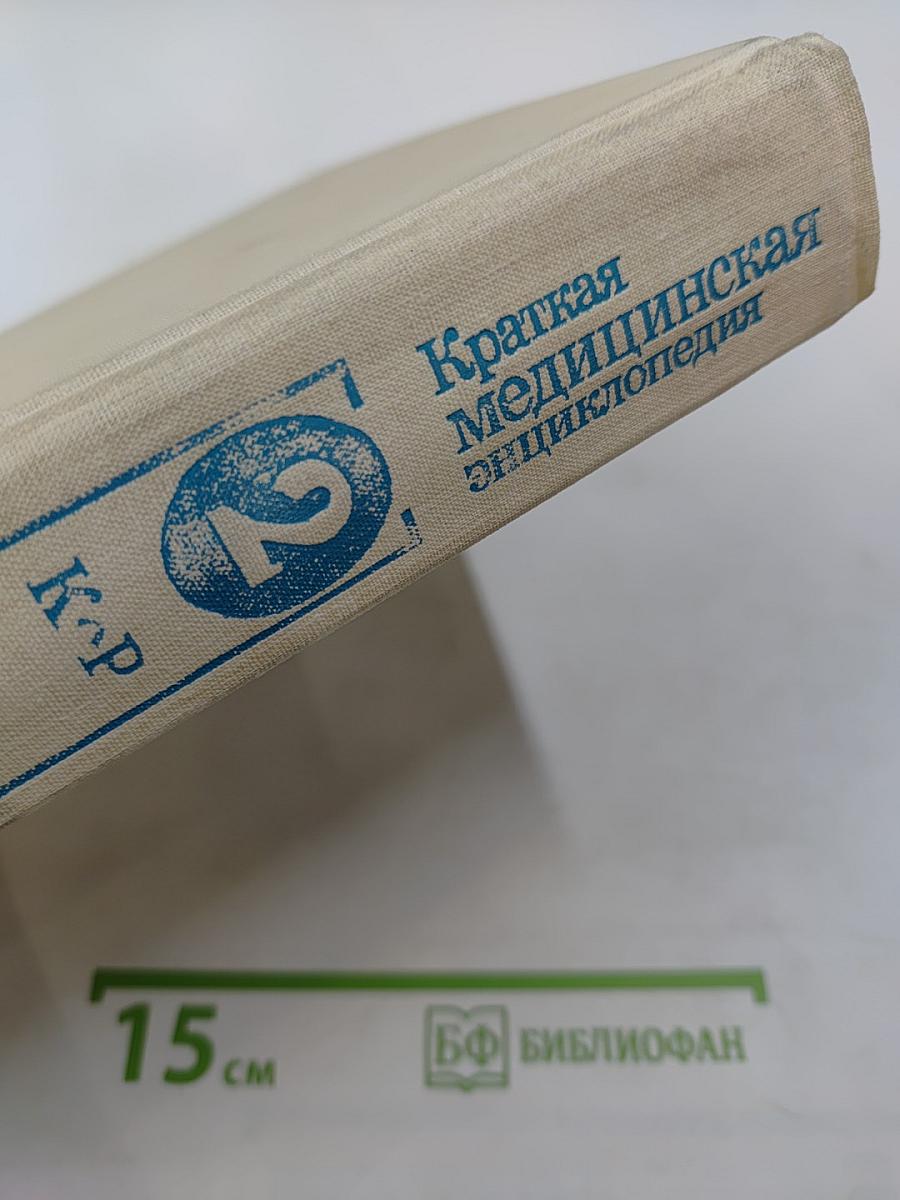 Краткая
медицинская
энциклопедия
2
К~Р
15 см
БФ БИБЛИОФАН